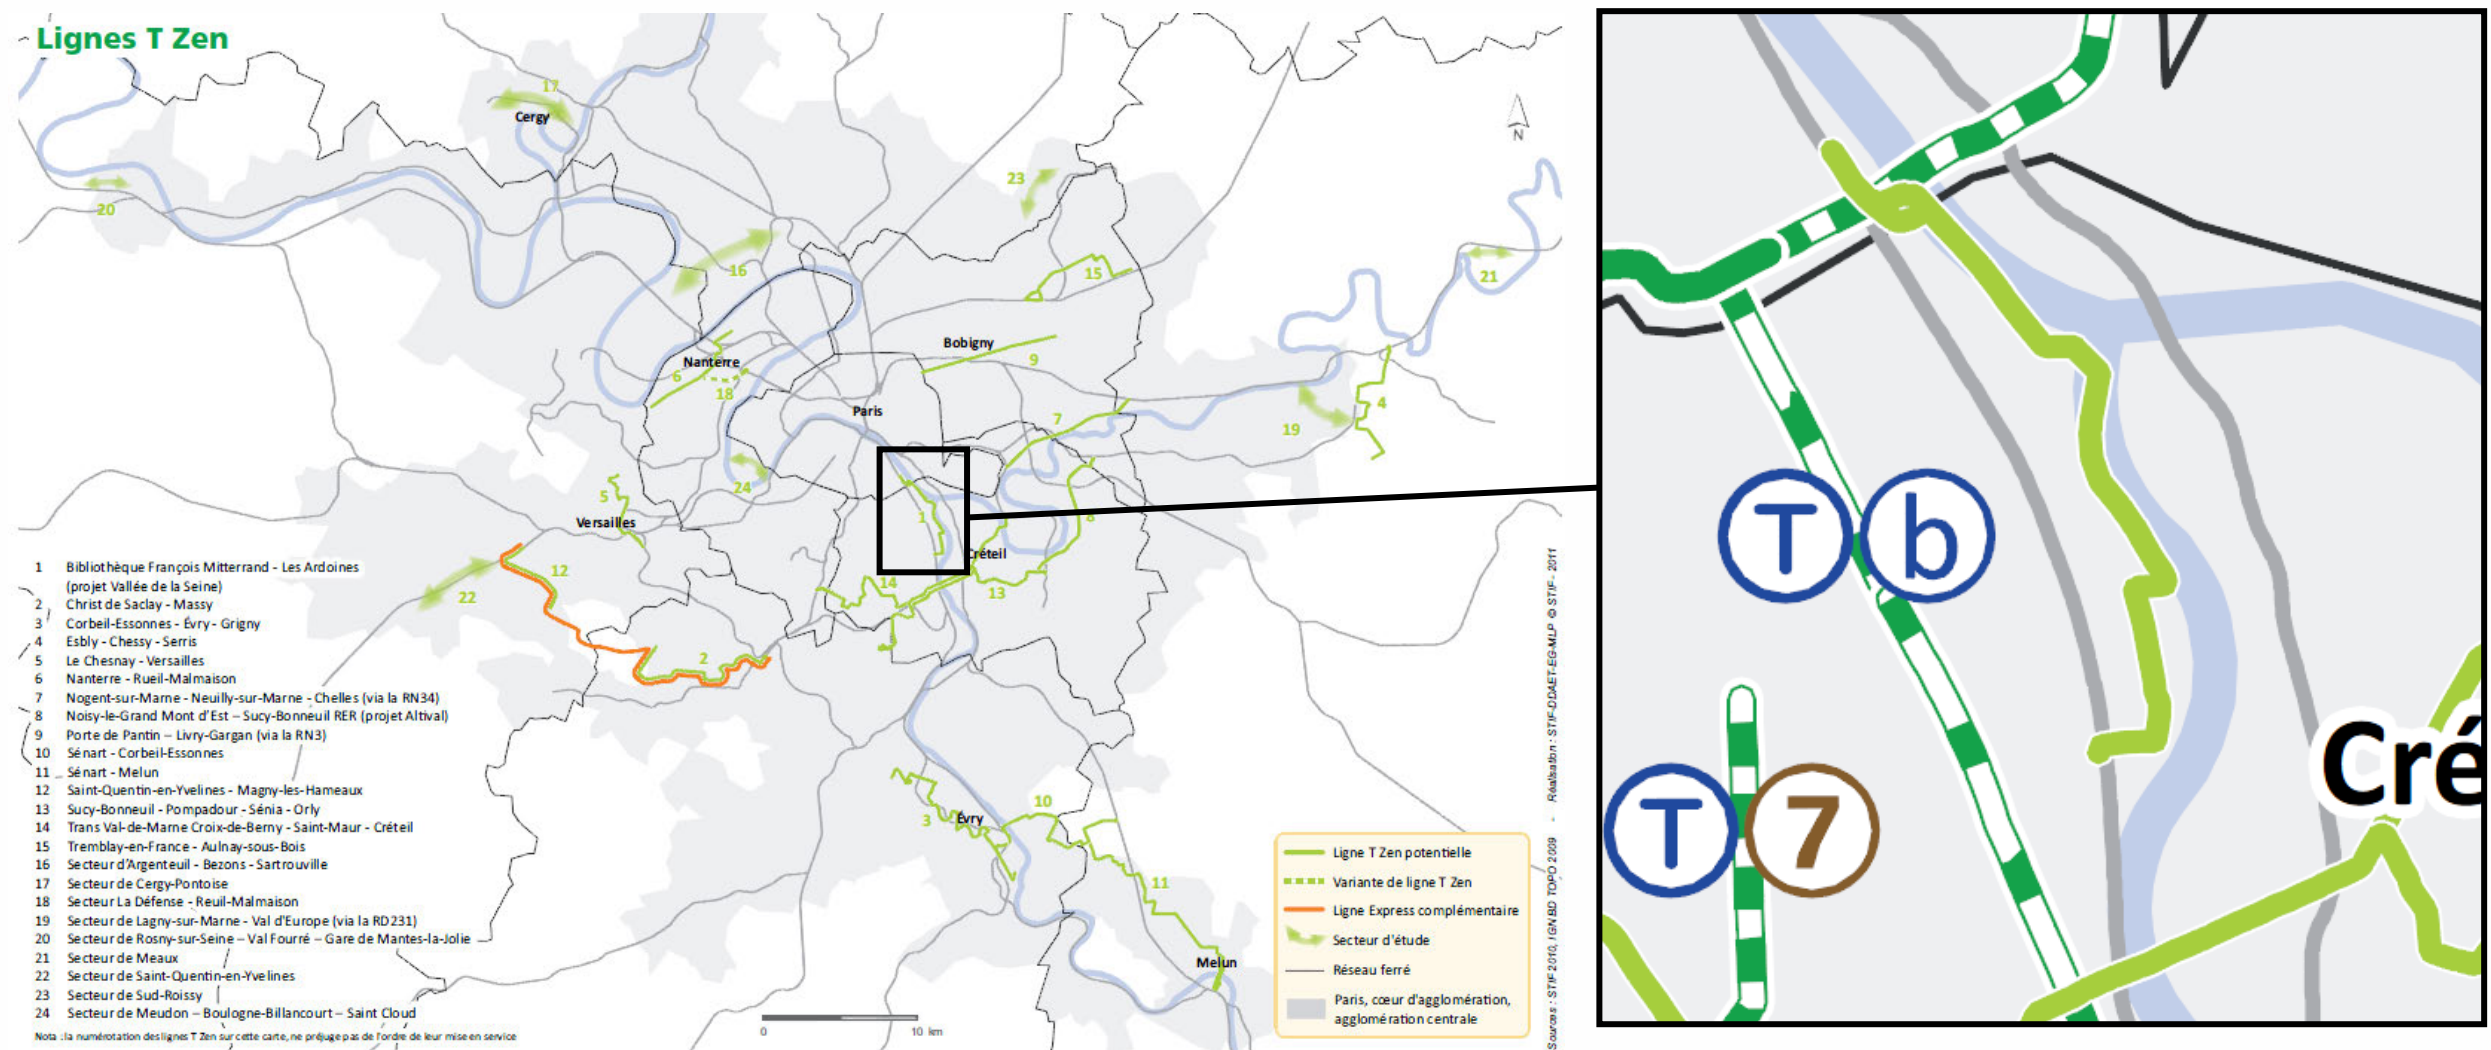 Lignes T Zen
17
Cergy
23
20
16
15
21
Bobigny
9
Nanterre
6
18
Paris
7
4
19
24
5
Versailles
1
8
Créteil
12
14
13
22
2
10
3
Évry
11
Melun
N
1 Bibliothèque François Mitterrand - Les Ardoines
(projet Vallée de la Seine)
2 Christ de Saclay - Massy
3 Corbeil-Essonnes - Évry - Grigny
4 Esbly - Chessy - Serris
5 Le Chesnay - Versailles
6 Nanterre - Rueil-Malmaison
7 Nogent-sur-Marne - Neuilly-sur-Marne - Chelles (via la RN34)
8 Noisy-le-Grand Mont d'Est – Sucy-Bonneuil RER (projet Altival)
9 Porte de Pantin – Livry-Gargan (via la RN3)
10 Sénart - Corbeil-Essonnes
11 Sénart - Melun
12 Saint-Quentin-en-Yvelines - Magny-les-Hameaux
13 Sucy-Bonneuil - Pompadour - Sénia - Orly
14 Trans Val-de-Marne Croix-de-Berny - Saint-Maur - Créteil
15 Tremblay-en-France - Aulnay-sous-Bois
16 Secteur d'Argenteuil - Bezons - Sartrouville
17 Secteur de Cergy-Pontoise
18 Secteur La Défense - Reuil-Malmaison
19 Secteur de Lagny-sur-Marne - Val d'Europe (via la RD231)
20 Secteur de Rosny-sur-Seine – Val Fourré – Gare de Mantes-la-Jolie
21 Secteur de Meaux
22 Secteur de Saint-Quentin-en-Yvelines
23 Secteur de Sud-Roissy
24 Secteur de Meudon – Boulogne-Billancourt – Saint Cloud
Nota : la numérotation des lignes T Zen sur cette carte, ne préjuge pas de l'ordre de leur mise en service
0 10 km
Ligne T Zen potentielle
Variante de ligne T Zen
Ligne Express complémentaire
Secteur d'étude
Réseau ferré
Paris, cœur d'agglomération,
agglomération centrale
Sources : STIF 2010, IGN BD TOPO 2009 - Réalisation : STIF-DDAET-EG-MLP © STIF - 2011
T b
T 7
Cré